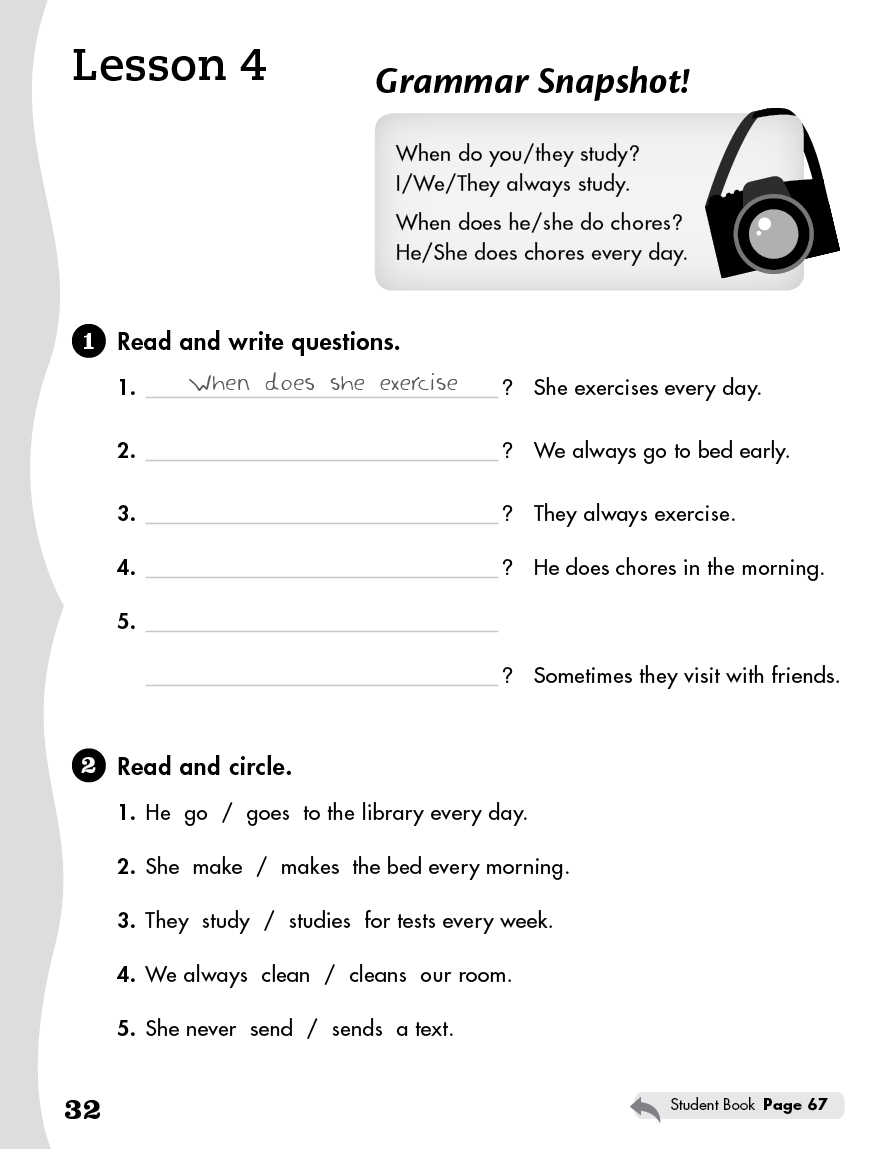 Lesson 4
Grammar Snapshot!
When do you/they study?
I/We/They always study.
When does he/she do chores?
He/She does chores every day.
1 Read and write questions.
1. When does she exercise ? She exercises every day.
2. ? We always go to bed early.
3. ? They always exercise.
4. ? He does chores in the morning.
5.
? Sometimes they visit with friends.
2 Read and circle.
1. He go / goes to the library every day.
2. She make / makes the bed every morning.
3. They study / studies for tests every week.
4. We always clean / cleans our room.
5. She never send / sends a text.
32
Student Book Page 67